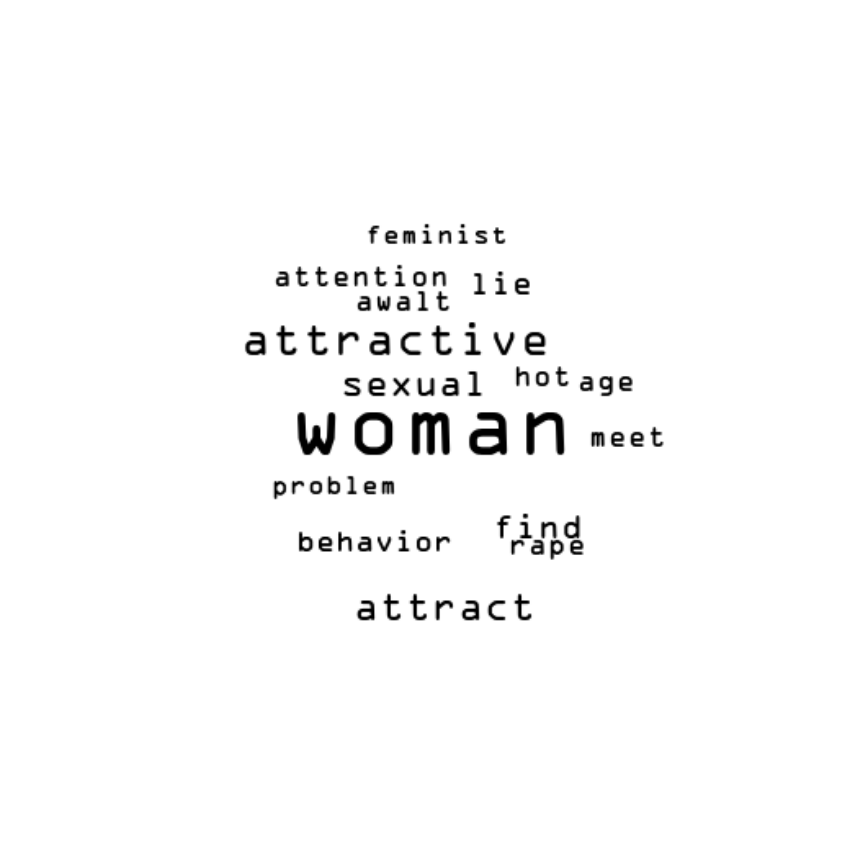 feminist
attention lie
awalt
attractive
sexual hot age
woman meet
problem
behavior find
rape
attract